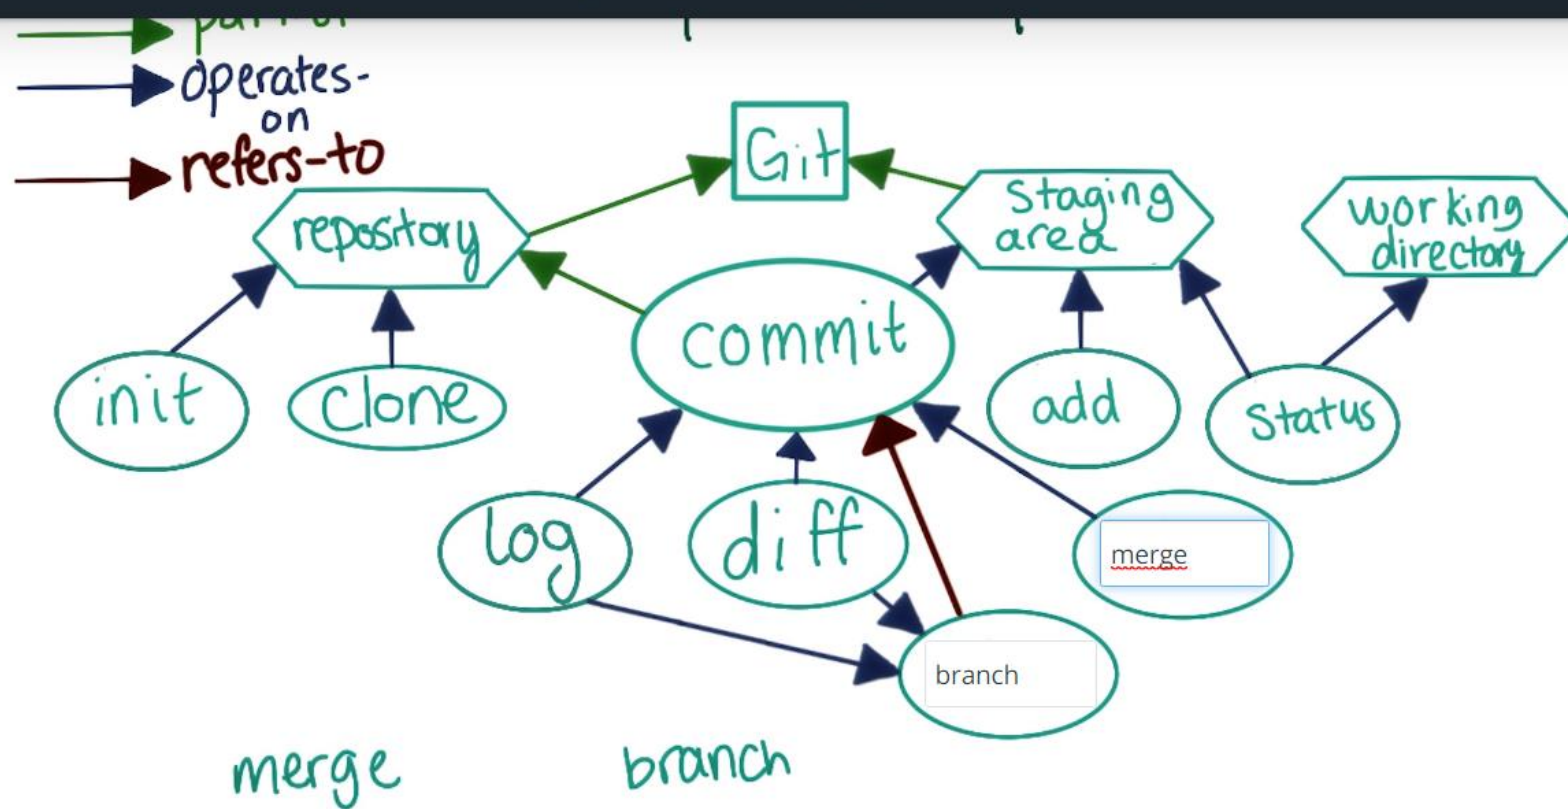 operates-
on
refers-to
Git
repository
Staging
area
working
directory
commit
init
clone
add
Status
log
diff
merge
branch
merge
branch